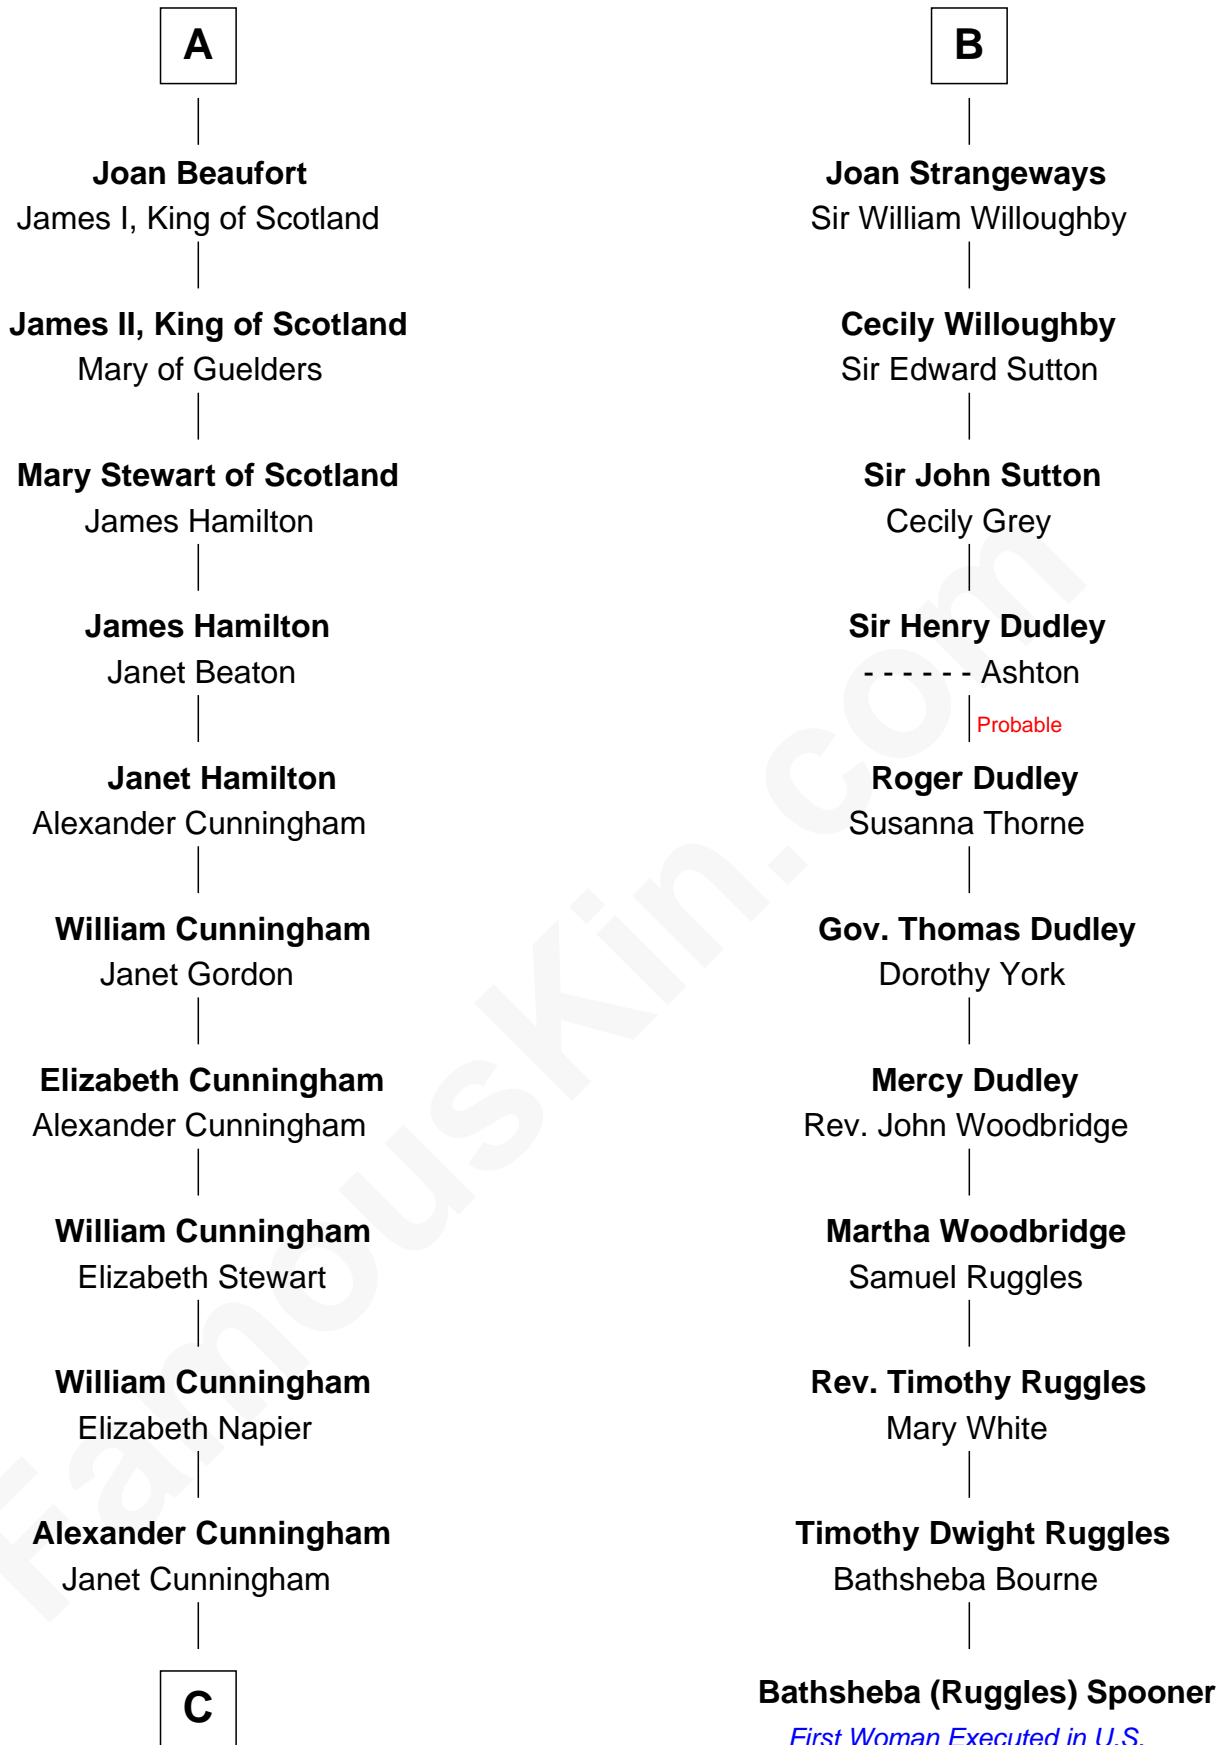 A
Joan Beaufort
James I, King of Scotland
James II, King of Scotland
Mary of Guelders
Mary Stewart of Scotland
James Hamilton
James Hamilton
Janet Beaton
Janet Hamilton
Alexander Cunningham
William Cunningham
Janet Gordon
Elizabeth Cunningham
Alexander Cunningham
William Cunningham
Elizabeth Stewart
William Cunningham
Elizabeth Napier
Alexander Cunningham
Janet Cunningham
C
B
Joan Strangeways
Sir William Willoughby
Cecily Willoughby
Sir Edward Sutton
Sir John Sutton
Cecily Grey
Sir Henry Dudley
- - - - - - Ashton
Probable
Roger Dudley
Susanna Thorne
Gov. Thomas Dudley
Dorothy York
Mercy Dudley
Rev. John Woodbridge
Martha Woodbridge
Samuel Ruggles
Rev. Timothy Ruggles
Mary White
Timothy Dwight Ruggles
Bathsheba Bourne
Bathsheba (Ruggles) Spooner
First Woman Executed in U.S.
FamousKin.com